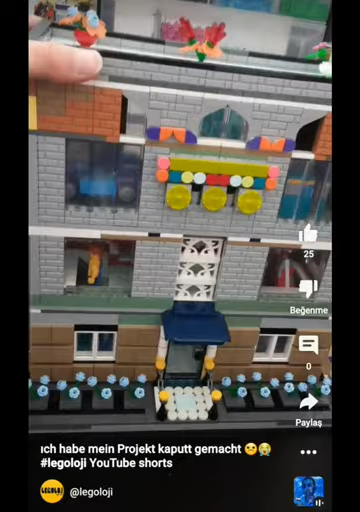 25
Beğenme
0
Paylaş
ıch habe mein Projekt kaputt gemacht 😕😭
#legoloji YouTube shorts
LEGOLOJİ
@legoloji